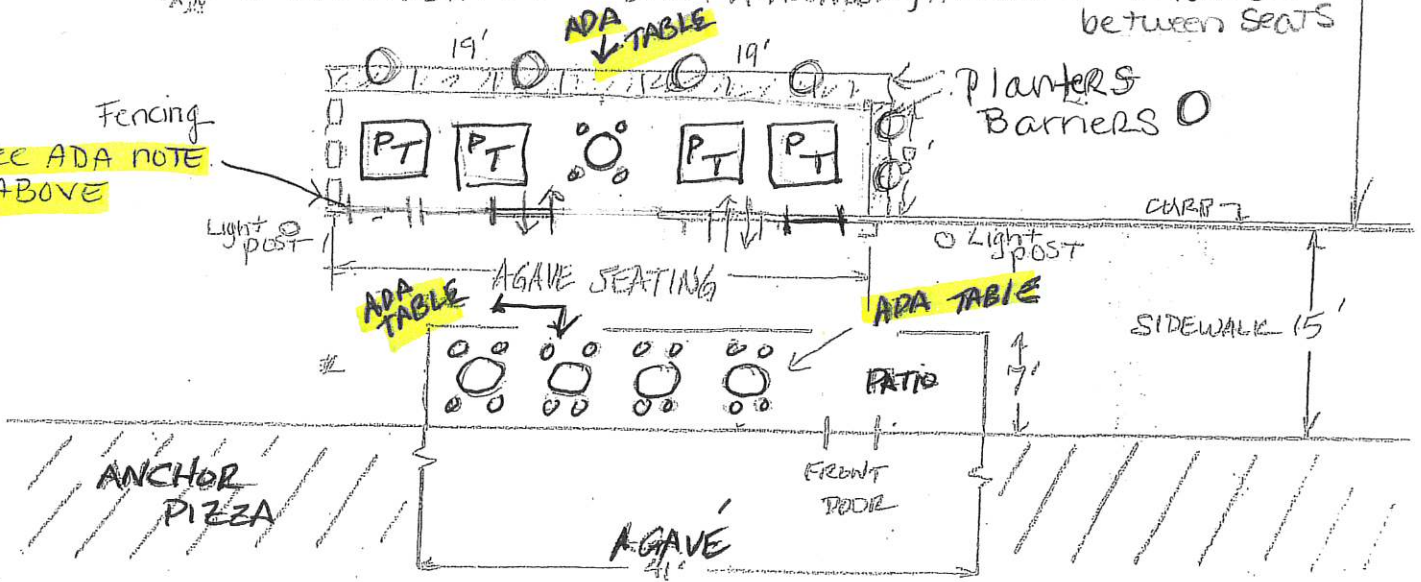 between SeATS
ADA
TABLE
19'
19'
Planters
Barriers
Fencing
ADA NOTE
ABOVE
PT
PT
PT
PT
Light
POST
CURB
Light
POST
AGAVE SEATING
ADA
TABLE
ADA TABLE
SIDEWALK 15'
PATIO
7'
ANCHOR
PIZZA
FRONT
DOOR
AGAVE
41'